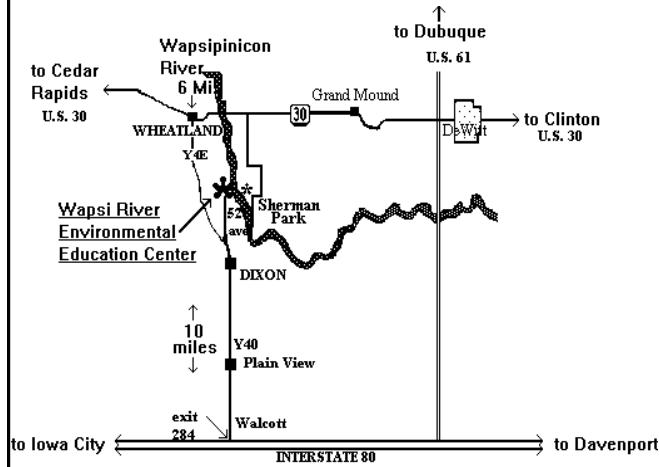 to Dubuque
U.S. 61
Wapsipinicon
River
6 Mi
to Cedar
Rapids
U.S. 30
Grand Mound
30
WHEATLAND
DeWitt
to Clinton
U.S. 30
Y4E
*
Sherman
Park
52
ave
Wapsi River
Environmental
Education Center
DIXON
10
miles
Y40
Plain View
exit
284
Walcott
to Iowa City
INTERSTATE 80
to Davenport